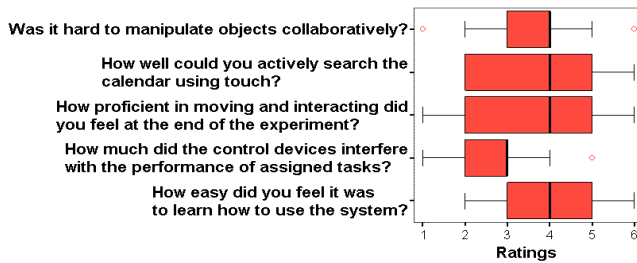 Was it hard to manipulate objects collaboratively?
How well could you actively search the
calendar using touch?
How proficient in moving and interacting did
you feel at the end of the experiment?
How much did the control devices interfere
with the performance of assigned tasks?
How easy did you feel it was
to learn how to use the system?
1 2 3 4 5 6
Ratings